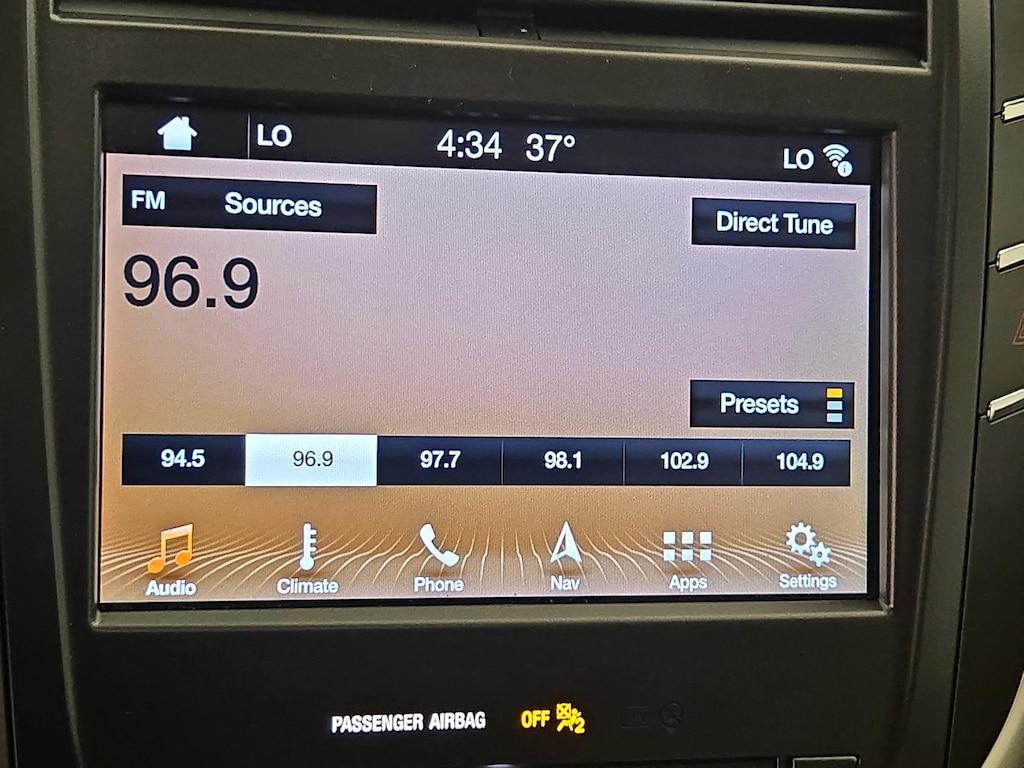 LO 4:34 37° LO
FM Sources Direct Tune
96.9
Presets
94.5 96.9 97.7 98.1 102.9 104.9
Audio Climate Phone Nav Apps Settings
PASSENGER AIRBAG OFF 2